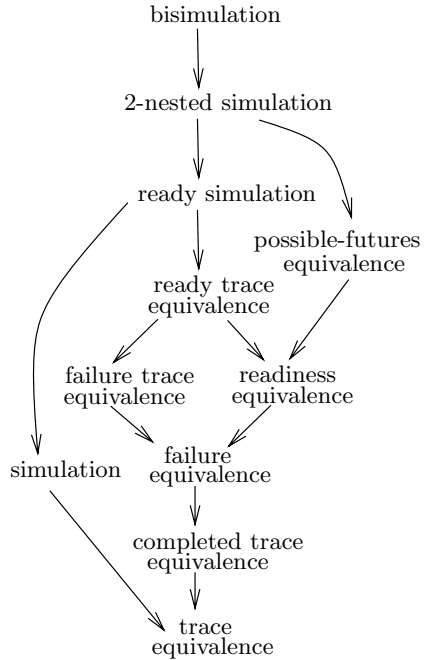 bisimulation
2-nested simulation
ready simulation
possible-futures
equivalence
ready trace
equivalence
failure trace
equivalence
readiness
equivalence
simulation
failure
equivalence
completed trace
equivalence
trace
equivalence